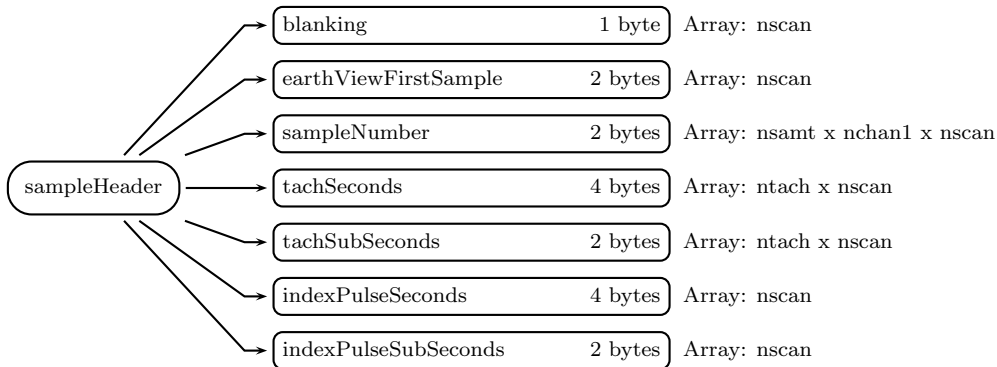 blanking 1 byte Array: nscan
earthViewFirstSample 2 bytes Array: nscan
sampleNumber 2 bytes Array: nsamt x nchan1 x nscan
sampleHeader tachSeconds 4 bytes Array: ntach x nscan
tachSubSeconds 2 bytes Array: ntach x nscan
indexPulseSeconds 4 bytes Array: nscan
indexPulseSubSeconds 2 bytes Array: nscan